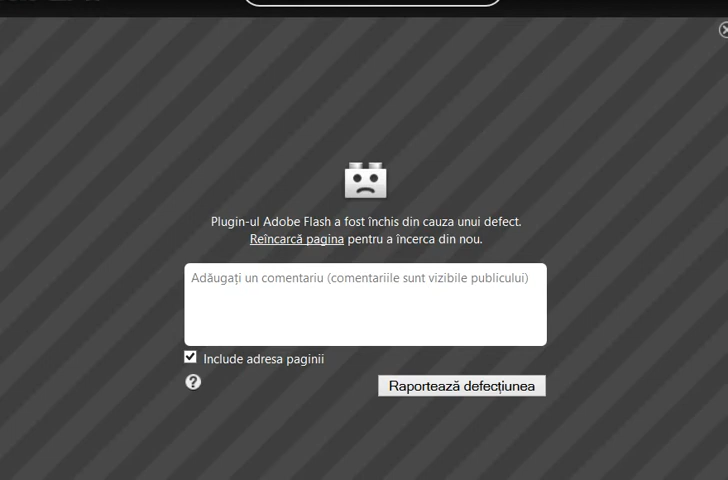 Plugin-ul Adobe Flash a fost închis din cauza unui defect.
Reîncarcă pagina pentru a încerca din nou.
Adăugați un comentariu (comentariile sunt vizibile publicului)
Include adresa paginii
?
Raportează defecțiunea